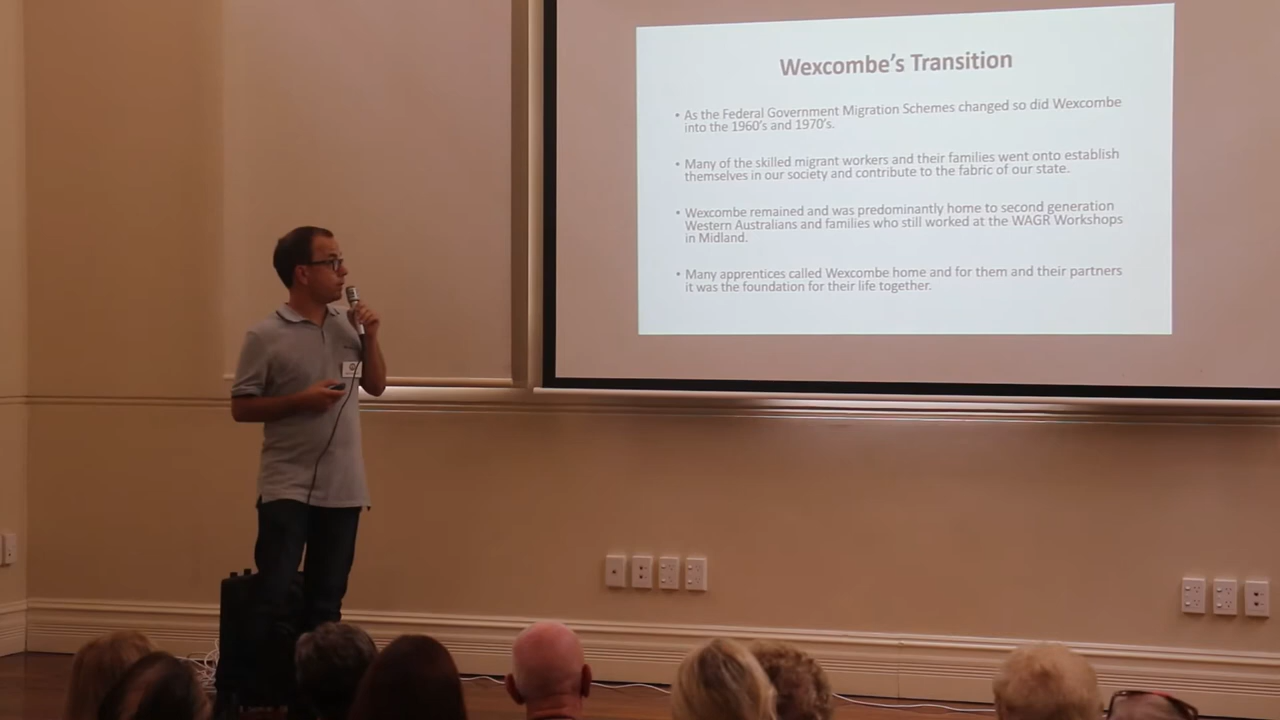 Wexcombe's Transition
• As the Federal Government Migration Schemes changed so did Wexcombe
into the 1960's and 1970's.
• Many of the skilled migrant workers and their families went onto establish
themselves in our society and contribute to the fabric of our state.
• Wexcombe remained and was predominantly home to second generation
Western Australians and families who still worked at the WAGR Workshops
in Midland.
• Many apprentices called Wexcombe home and for them and their partners
it was the foundation for their life together.